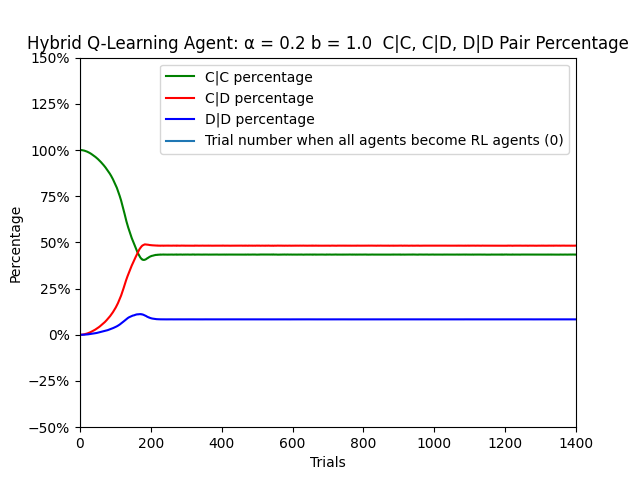 Hybrid Q-Learning Agent: α = 0.2 b = 1.0  C|C, C|D, D|D Pair Percentage
150%
125%
100%
75%
50%
25%
0%
−25%
−50%
Percentage
C|C percentage
C|D percentage
D|D percentage
Trial number when all agents become RL agents (0)
0 200 400 600 800 1000 1200 1400
Trials